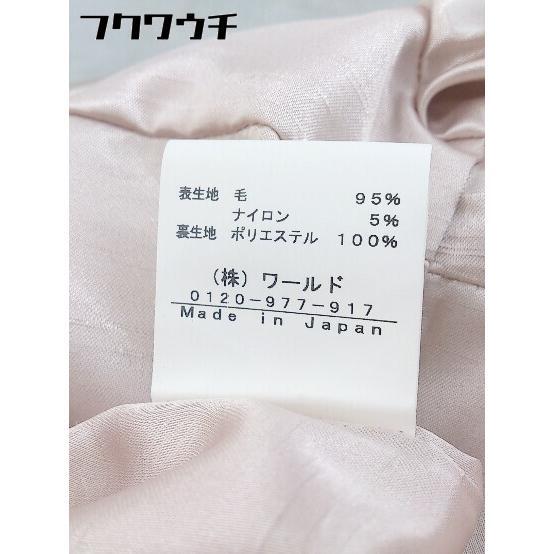 フクワウチ
表生地 毛 95%
ナイロン 5%
裏生地 ポリエステル 100%
（株）ワールド
0120-977-917
Made in Japan